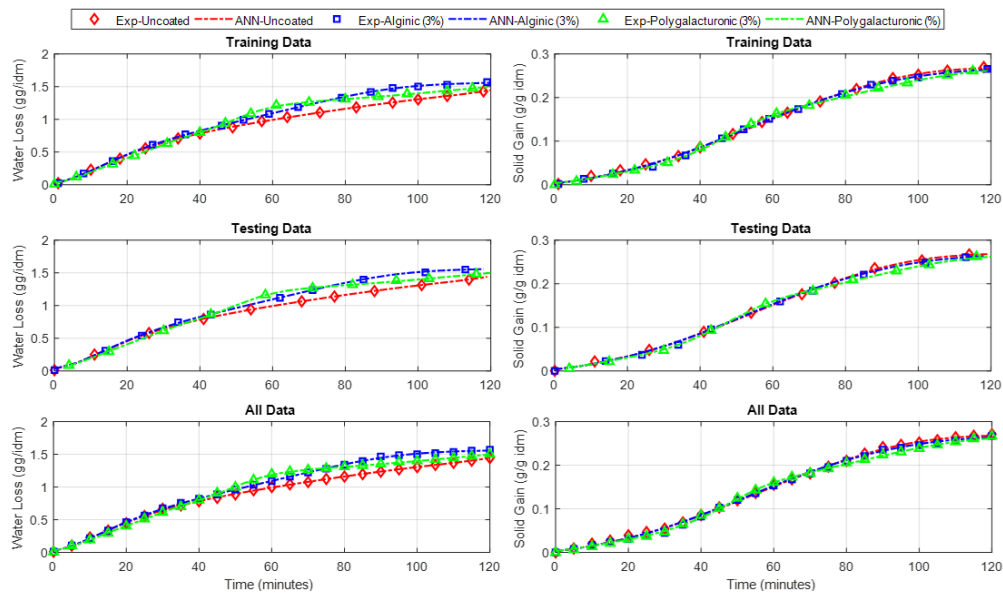 Exp-Uncoated ANN-Uncoated Exp-Alginic (3%) ANN-Alginic (3%) Exp-Polygalacturonic (3%) ANN-Polygalacturonic (%)
Training Data
Water Loss (gg/idm)
2
1.5
1
0.5
0
0 20 40 60 80 100 120
Training Data
Solid Gain (g/g idm)
0.3
0.2
0.1
0
0 20 40 60 80 100 120
Testing Data
Water Loss (gg/idm)
2
1.5
1
0.5
0
0 20 40 60 80 100 120
Testing Data
Solid Gain (g/g idm)
0.3
0.2
0.1
0
0 20 40 60 80 100 120
All Data
Water Loss (gg/idm)
2
1.5
1
0.5
0
0 20 40 60 80 100 120
Time (minutes)
All Data
Solid Gain (g/g idm)
0.3
0.2
0.1
0
0 20 40 60 80 100 120
Time (minutes)